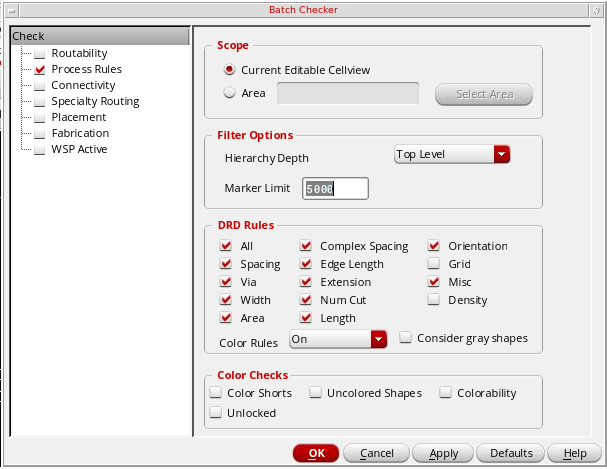 Batch Checker
Check
Routability
Process Rules
Connectivity
Specialty Routing
Placement
Fabrication
WSP Active
Scope
Current Editable Cellview
Area
Select Area
Filter Options
Hierarchy Depth Top Level
Marker Limit 5000
DRD Rules
All Complex Spacing Orientation
Spacing Edge Length Grid
Via Extension Misc
Width Num Cut Density
Area Length
Color Rules On Consider gray shapes
Color Checks
Color Shorts Uncolored Shapes Colorability
Unlocked
OK Cancel Apply Defaults Help